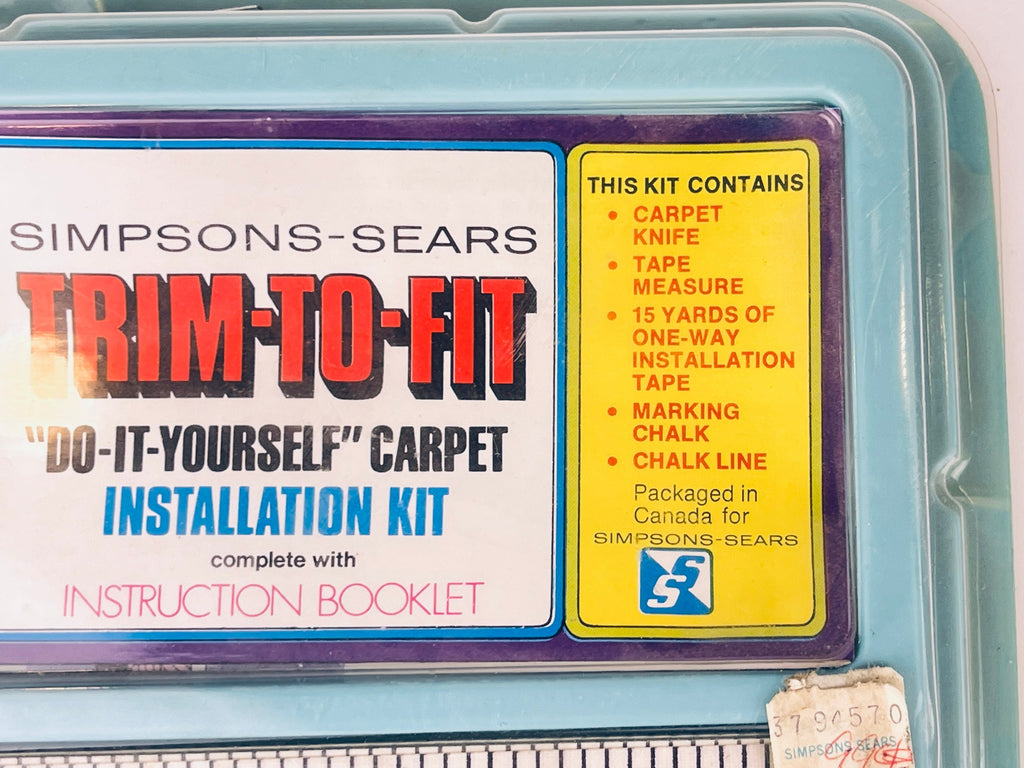 SIMPSONS-SEARS
TRIM-TO-FIT
"DO-IT-YOURSELF" CARPET
INSTALLATION KIT
complete with
INSTRUCTION BOOKLET
THIS KIT CONTAINS
• CARPET
KNIFE
• TAPE
MEASURE
• 15 YARDS OF
ONE-WAY
INSTALLATION
TAPE
• MARKING
CHALK
• CHALK LINE
Packaged in
Canada for
SIMPSONS-SEARS
SS
SIMPSONS-SEARS